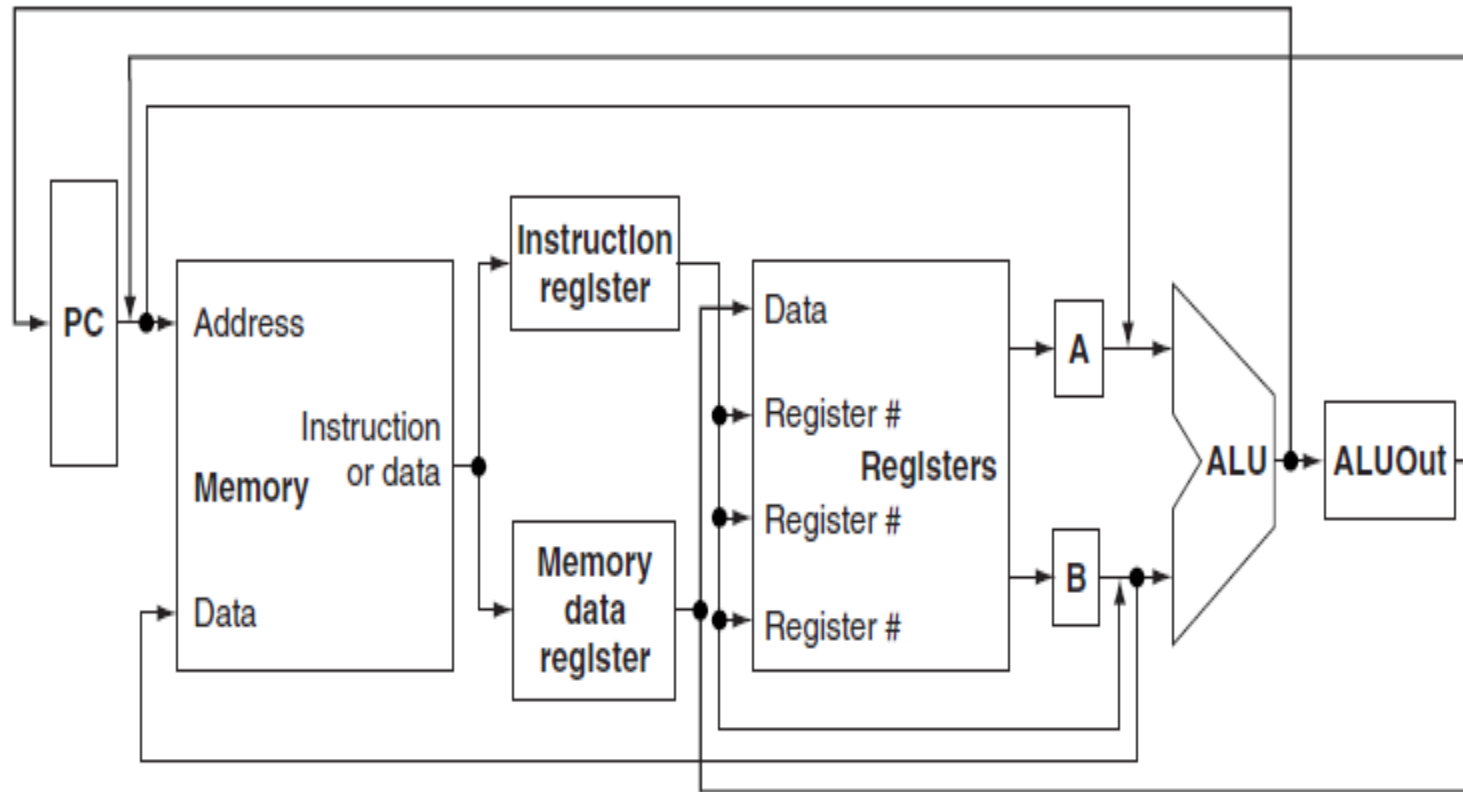 PC
Address
Instruction
or data
Memory
Data
Instruction
register
Memory
data
register
Data
Register #
Registers
Register #
Register #
A
B
ALU
ALUOut